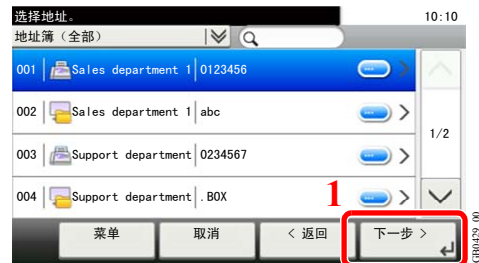 选择地址。 10:10
地址簿（全部）
001 Sales department 1 0123456
002 Sales department 1 abc
1/2
003 Support department 0234567
004 Support department .BOX
1
菜单 取消 < 返回 下一步 >
GB0429_00